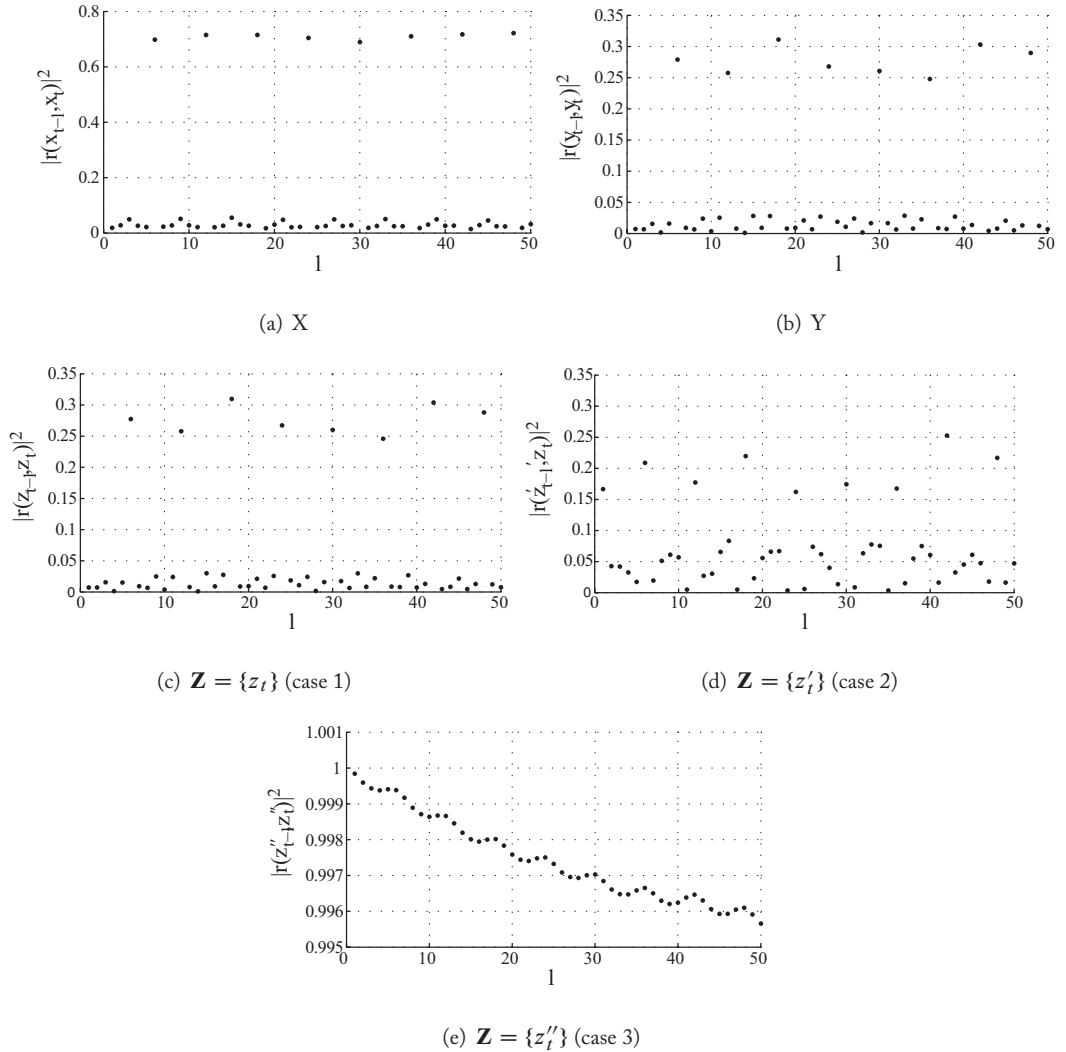 0.8
0.6
0.4
0.2
0
0 10 20 30 40 50
|r(x_{t−l},x_t)|^2
l
(a) X
0.35
0.3
0.25
0.2
0.15
0.1
0.05
0
0 10 20 30 40 50
|r(y_{t−l},y_t)|^2
l
(b) Y
0.35
0.3
0.25
0.2
0.15
0.1
0.05
0
0 10 20 30 40 50
|r(z_{t−l},z_t)|^2
l
(c) Z = {z_t} (case 1)
0.35
0.3
0.25
0.2
0.15
0.1
0.05
0
0 10 20 30 40 50
|r(z'_{t−l}',z_t)|^2
l
(d) Z = {z'_t} (case 2)
1.001
1
0.999
0.998
0.997
0.996
0.995
0 10 20 30 40 50
|r(z''_{t−l},z''_t)|^2
l
(e) Z = {z''_t} (case 3)